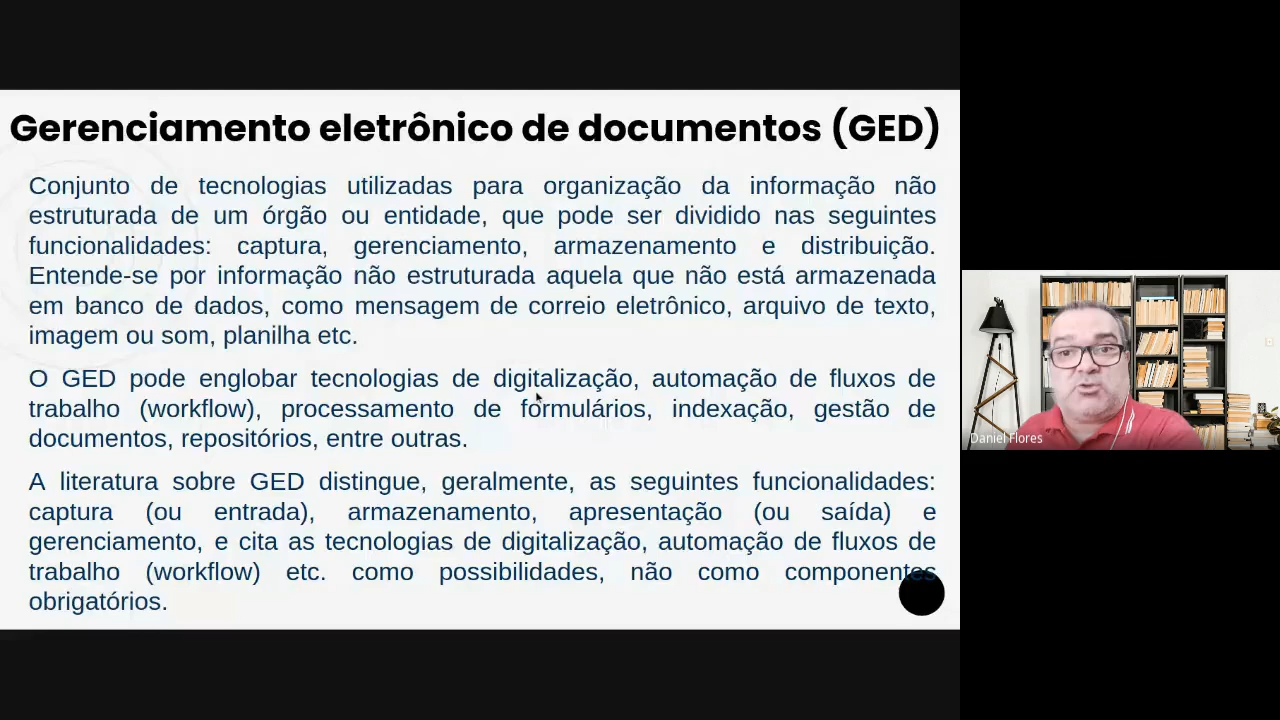 Gerenciamento eletrônico de documentos (GED)
Conjunto de tecnologias utilizadas para organização da informação não
estruturada de um órgão ou entidade, que pode ser dividido nas seguintes
funcionalidades: captura, gerenciamento, armazenamento e distribuição.
Entende-se por informação não estruturada aquela que não está armazenada
em banco de dados, como mensagem de correio eletrônico, arquivo de texto,
imagem ou som, planilha etc.
O GED pode englobar tecnologias de digitalização, automação de fluxos de
trabalho (workflow), processamento de formulários, indexação, gestão de
documentos, repositórios, entre outras.
A literatura sobre GED distingue, geralmente, as seguintes funcionalidades:
captura (ou entrada), armazenamento, apresentação (ou saída) e
gerenciamento, e cita as tecnologias de digitalização, automação de fluxos de
trabalho (workflow) etc. como possibilidades, não como componentes
obrigatórios.
Daniel Flores